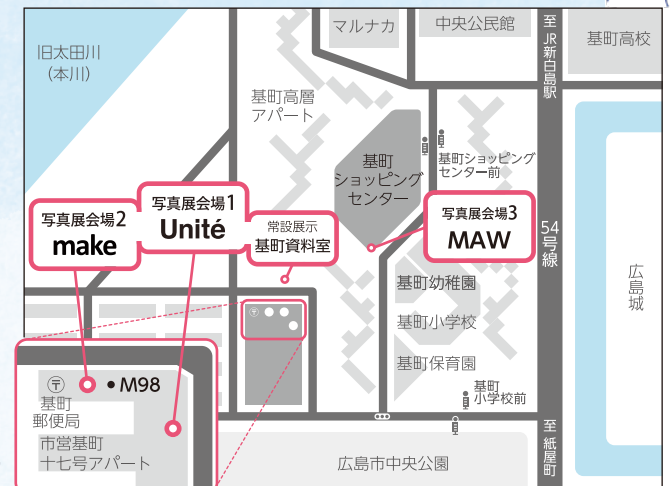 旧太田川
(本川)
マルナカ
中央公民館
至JR新白島駅
基町高校
基町高層
アパート
基町
ショッピング
センター
基町ショッピング
センター前
写真展会場2
make
写真展会場1
Unité
常設展示
基町資料室
写真展会場3
MAW
54号線
広島城
基町幼稚園
基町小学校
基町保育園
基町
小学校前
〒
〒
M98
基町
郵便局
市営基町
十七号アパート
広島市中央公園
至紙屋町